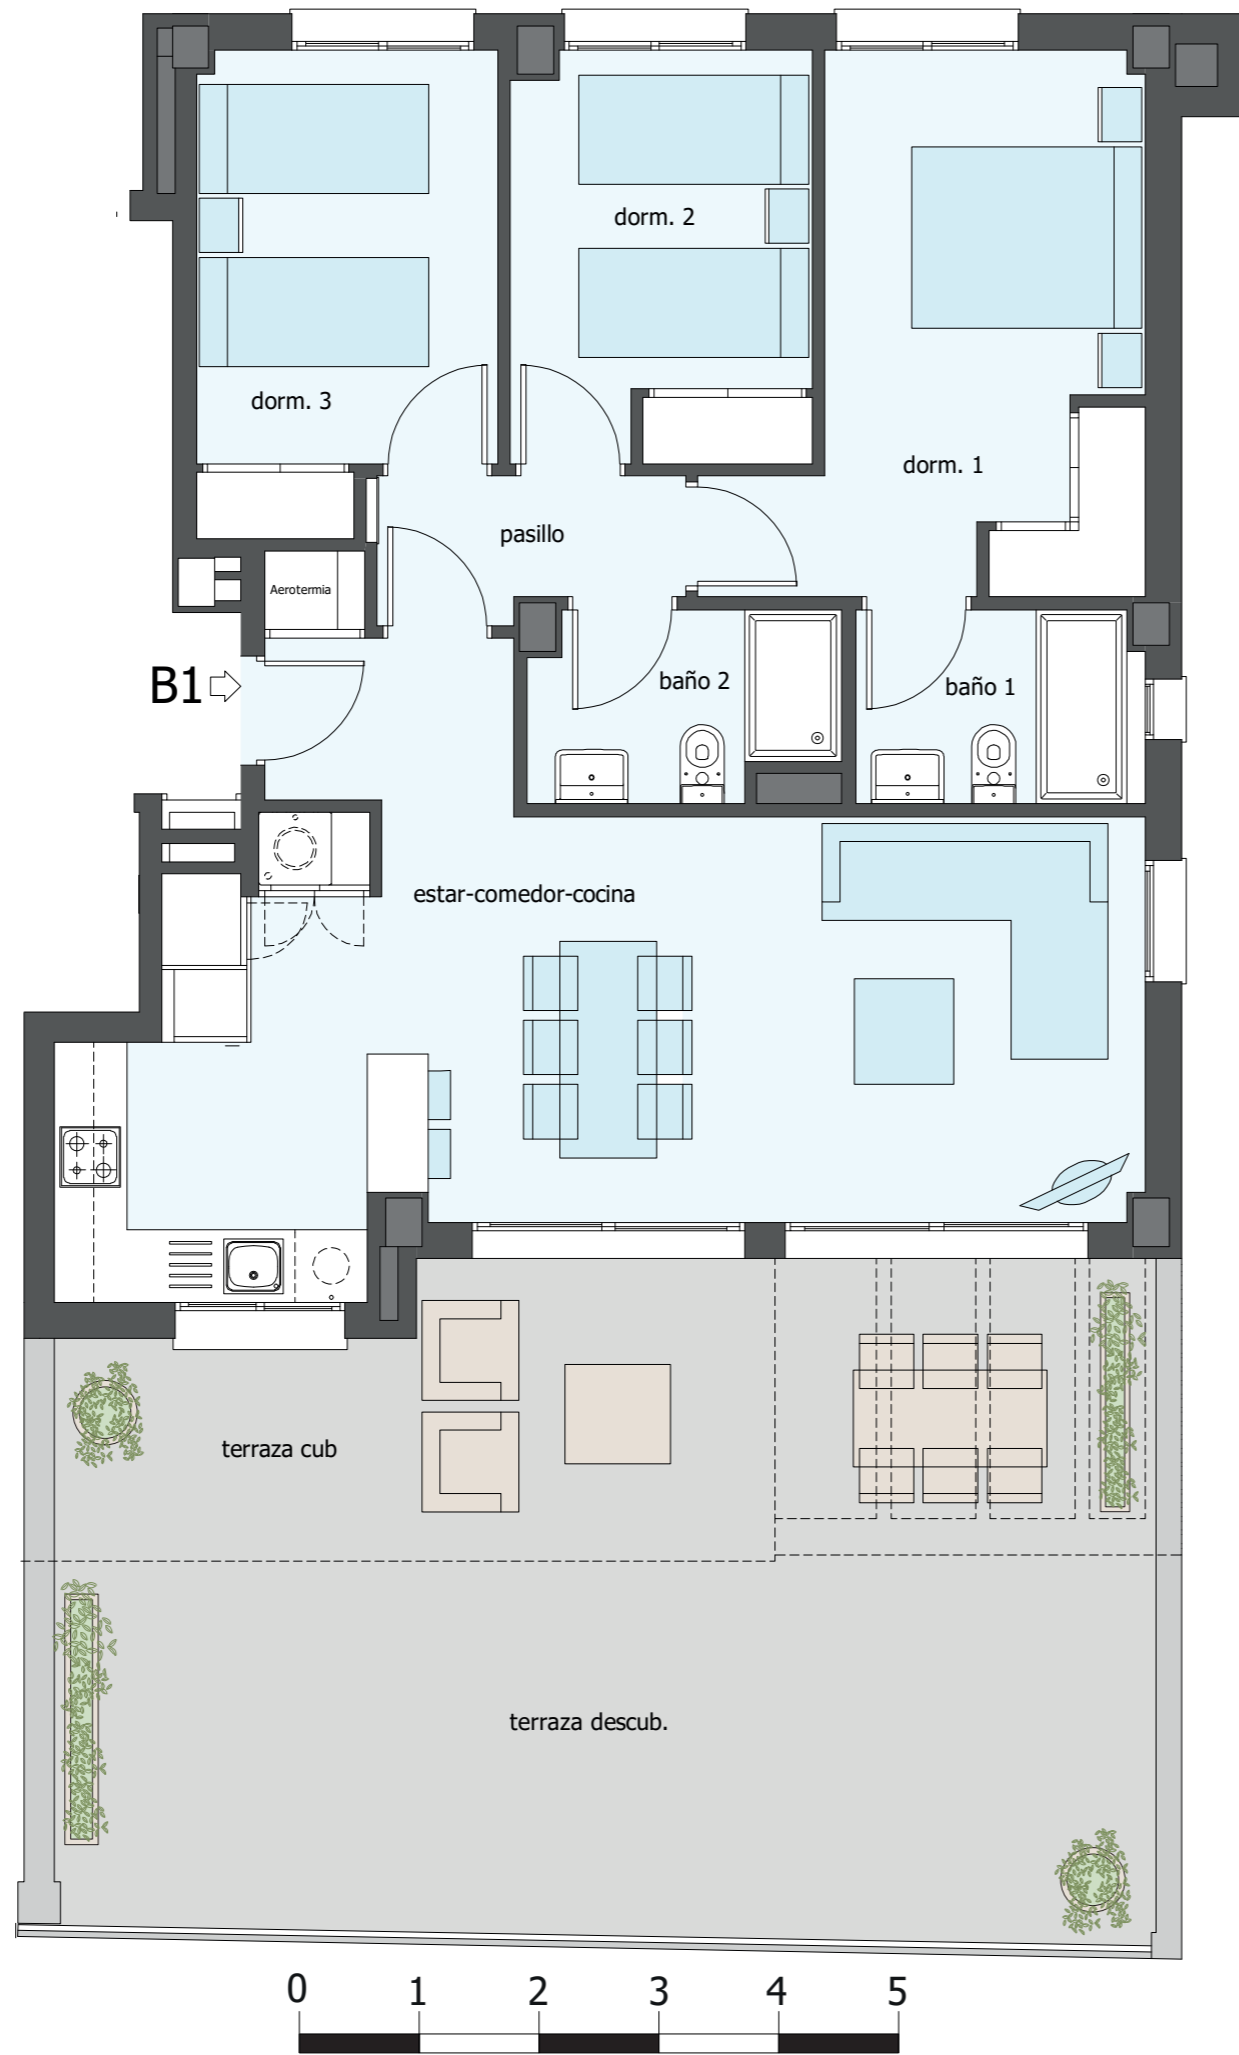 dorm. 2
dorm. 3
dorm. 1
pasillo
Aerotermia
B1
baño 2
baño 1
estar-comedor-cocina
terraza cub
terraza descub.
0 1 2 3 4 5